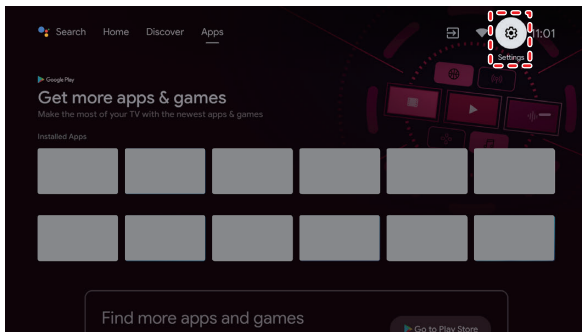 Search Home Discover Apps 11:01
Settings
Google Play
Get more apps & games
Make the most of your TV with the newest apps & games
Installed Apps
Find more apps and games
Go to Play Store